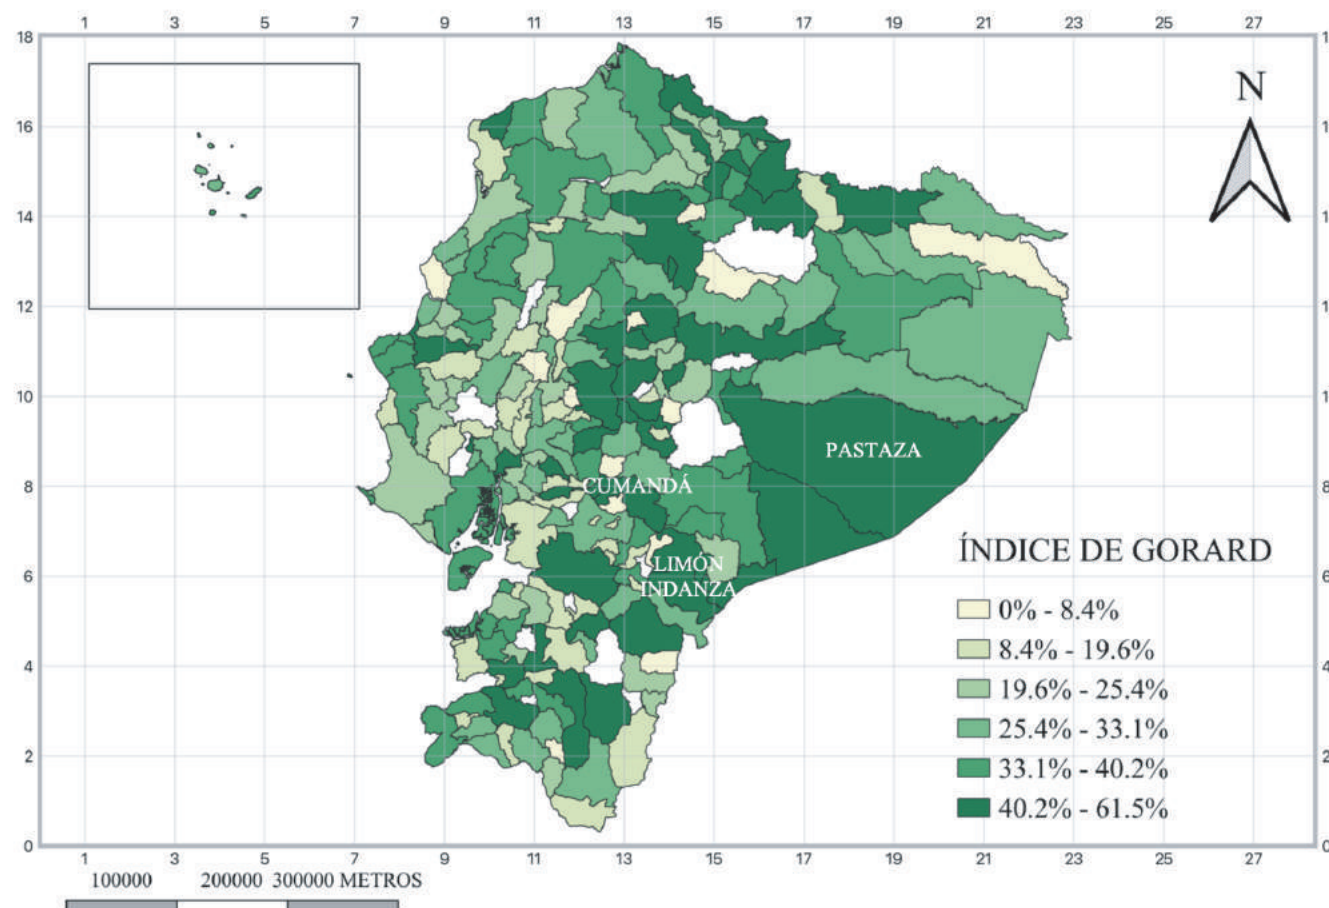 1 3 5 7 9 11 13 15 17 19 21 23 25 27
18
16
14
12
10
8
6
4
2
0
N
PASTAZA
CUMANDÁ
LIMÓN
INDANZA
ÍNDICE DE GORARD
0% - 8.4%
8.4% - 19.6%
19.6% - 25.4%
25.4% - 33.1%
33.1% - 40.2%
40.2% - 61.5%
1 3 5 7 9 11 13 15 17 19 21 23 25 27
100000 200000 300000 METROS